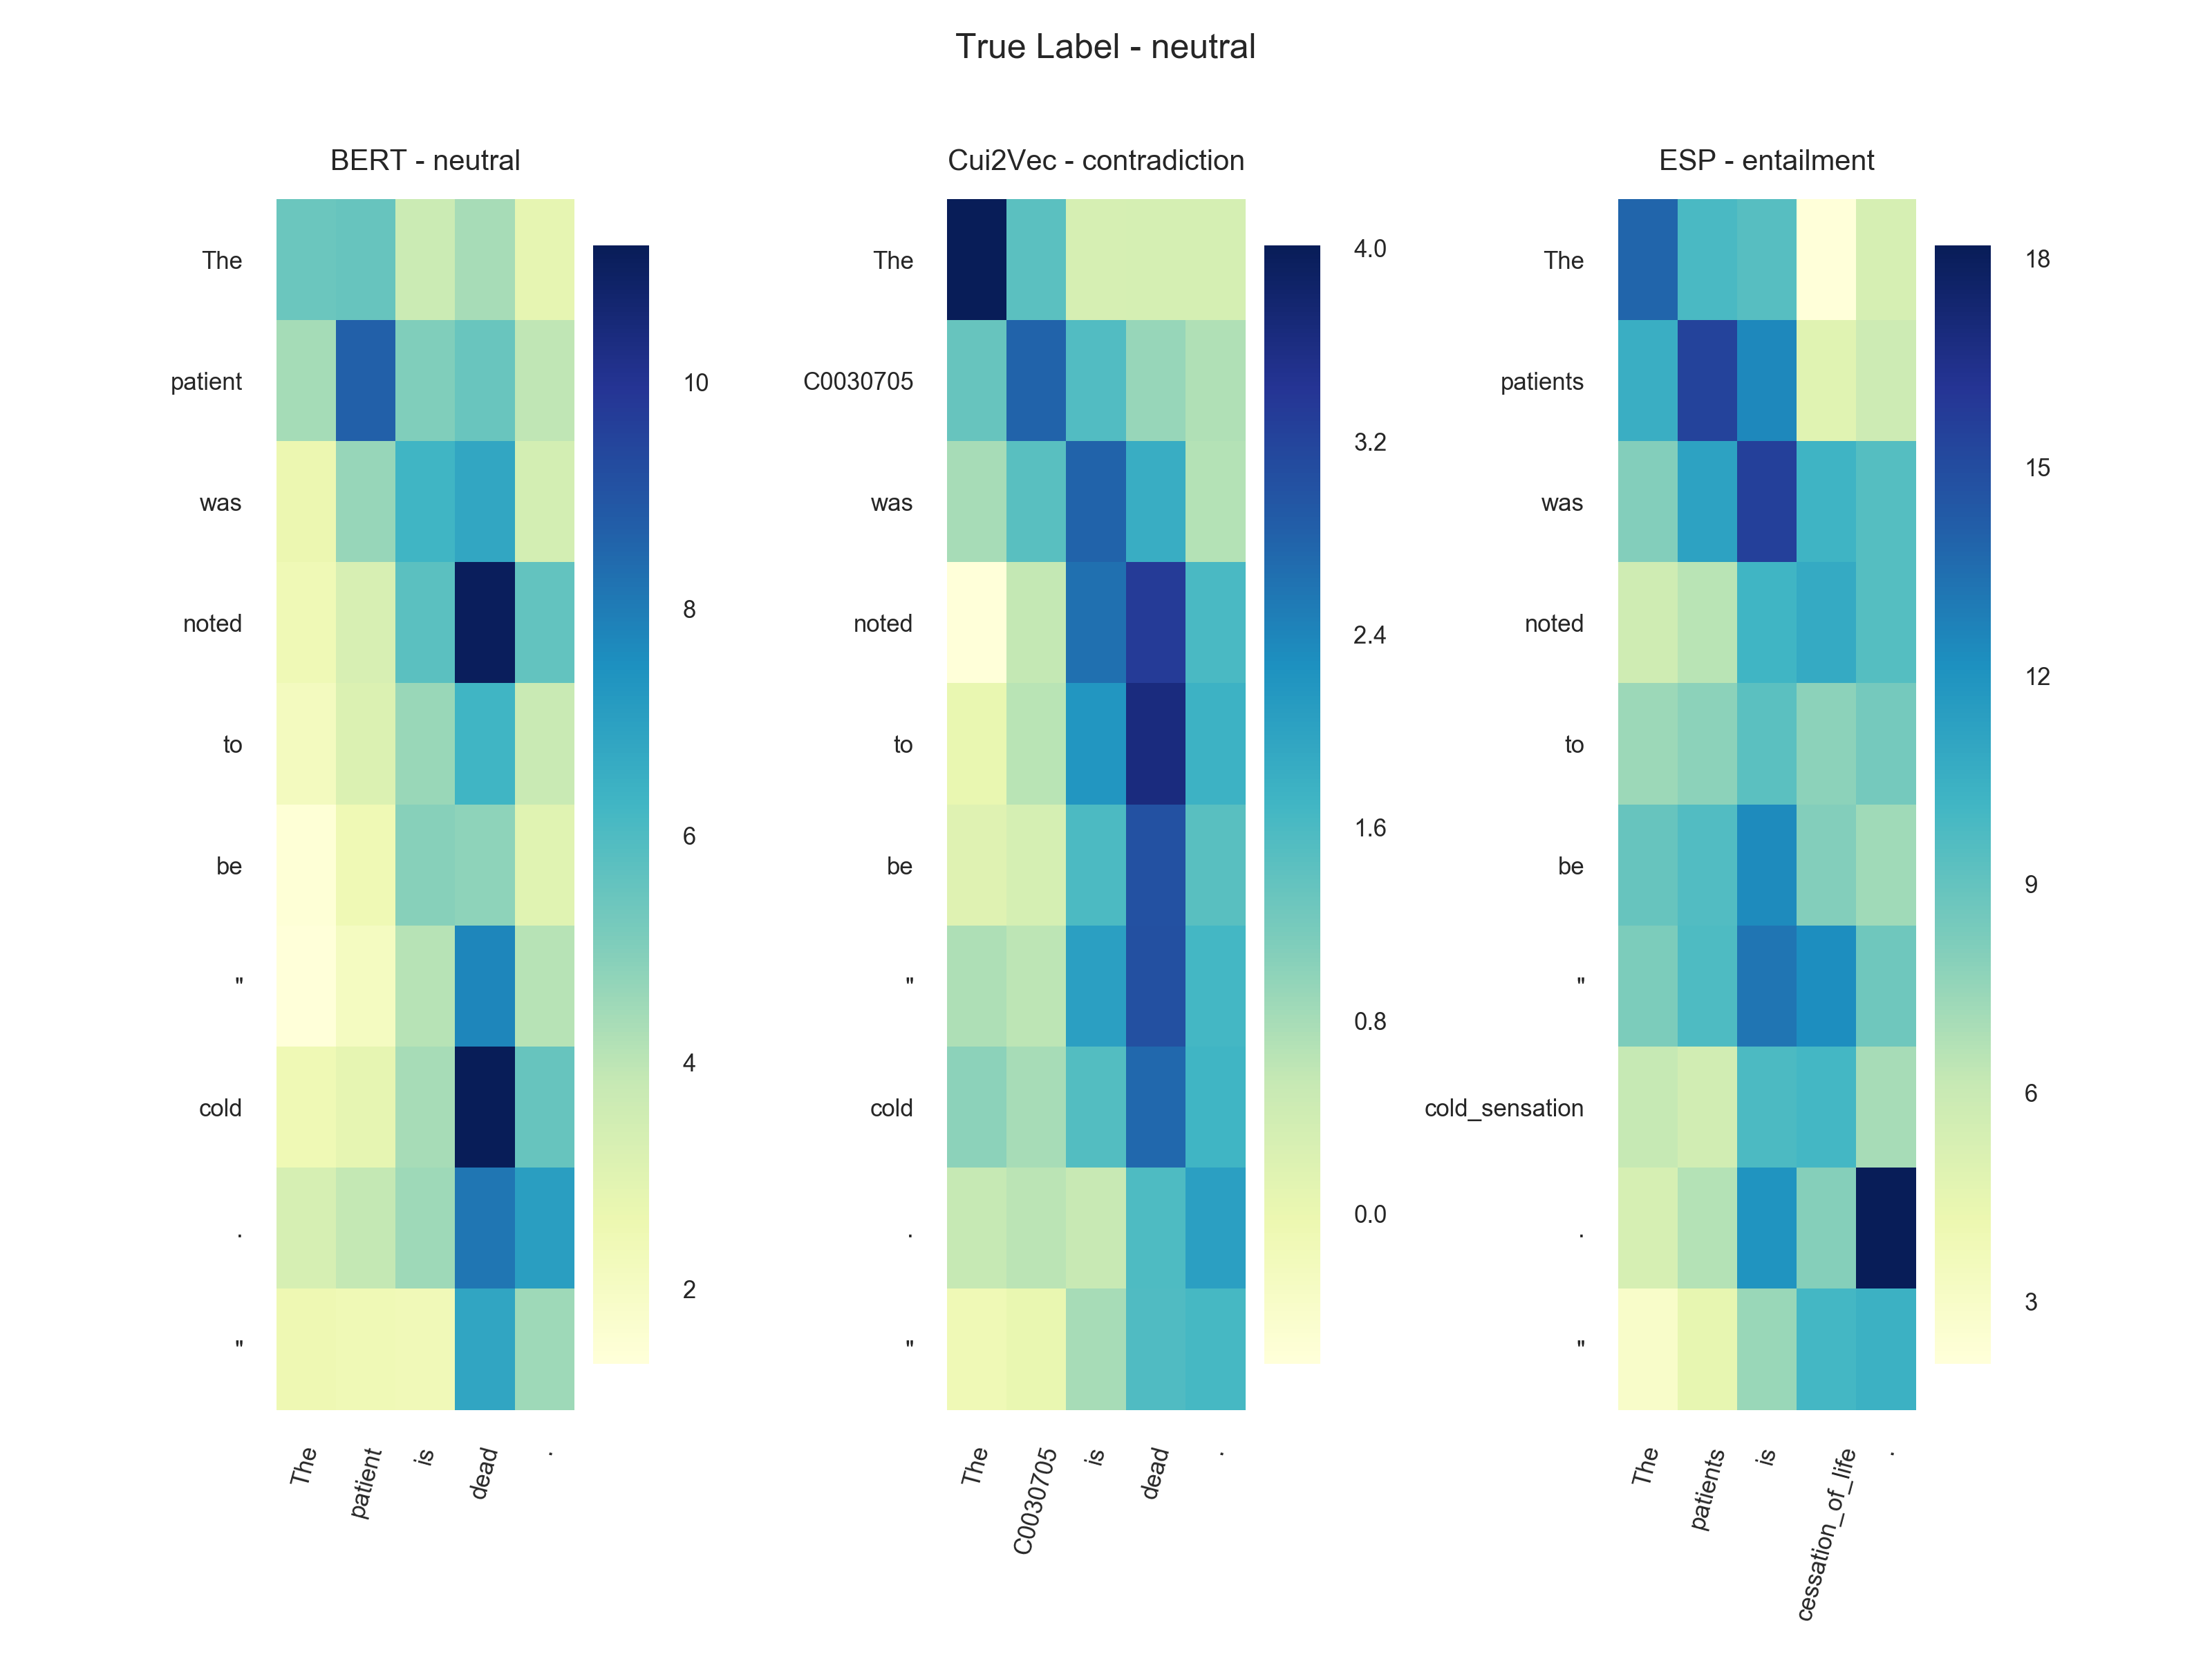 True Label - neutral
BERT - neutral
The
patient
was
noted
to
be
"
cold
.
"
The
patient
is
dead
.
10
8
6
4
2
Cui2Vec - contradiction
The
C0030705
was
noted
to
be
"
cold
.
"
The
C0030705
is
dead
.
4.0
3.2
2.4
1.6
0.8
0.0
ESP - entailment
The
patients
was
noted
to
be
"
cold_sensation
.
"
The
patients
is
cessation_of_life
.
18
15
12
9
6
3